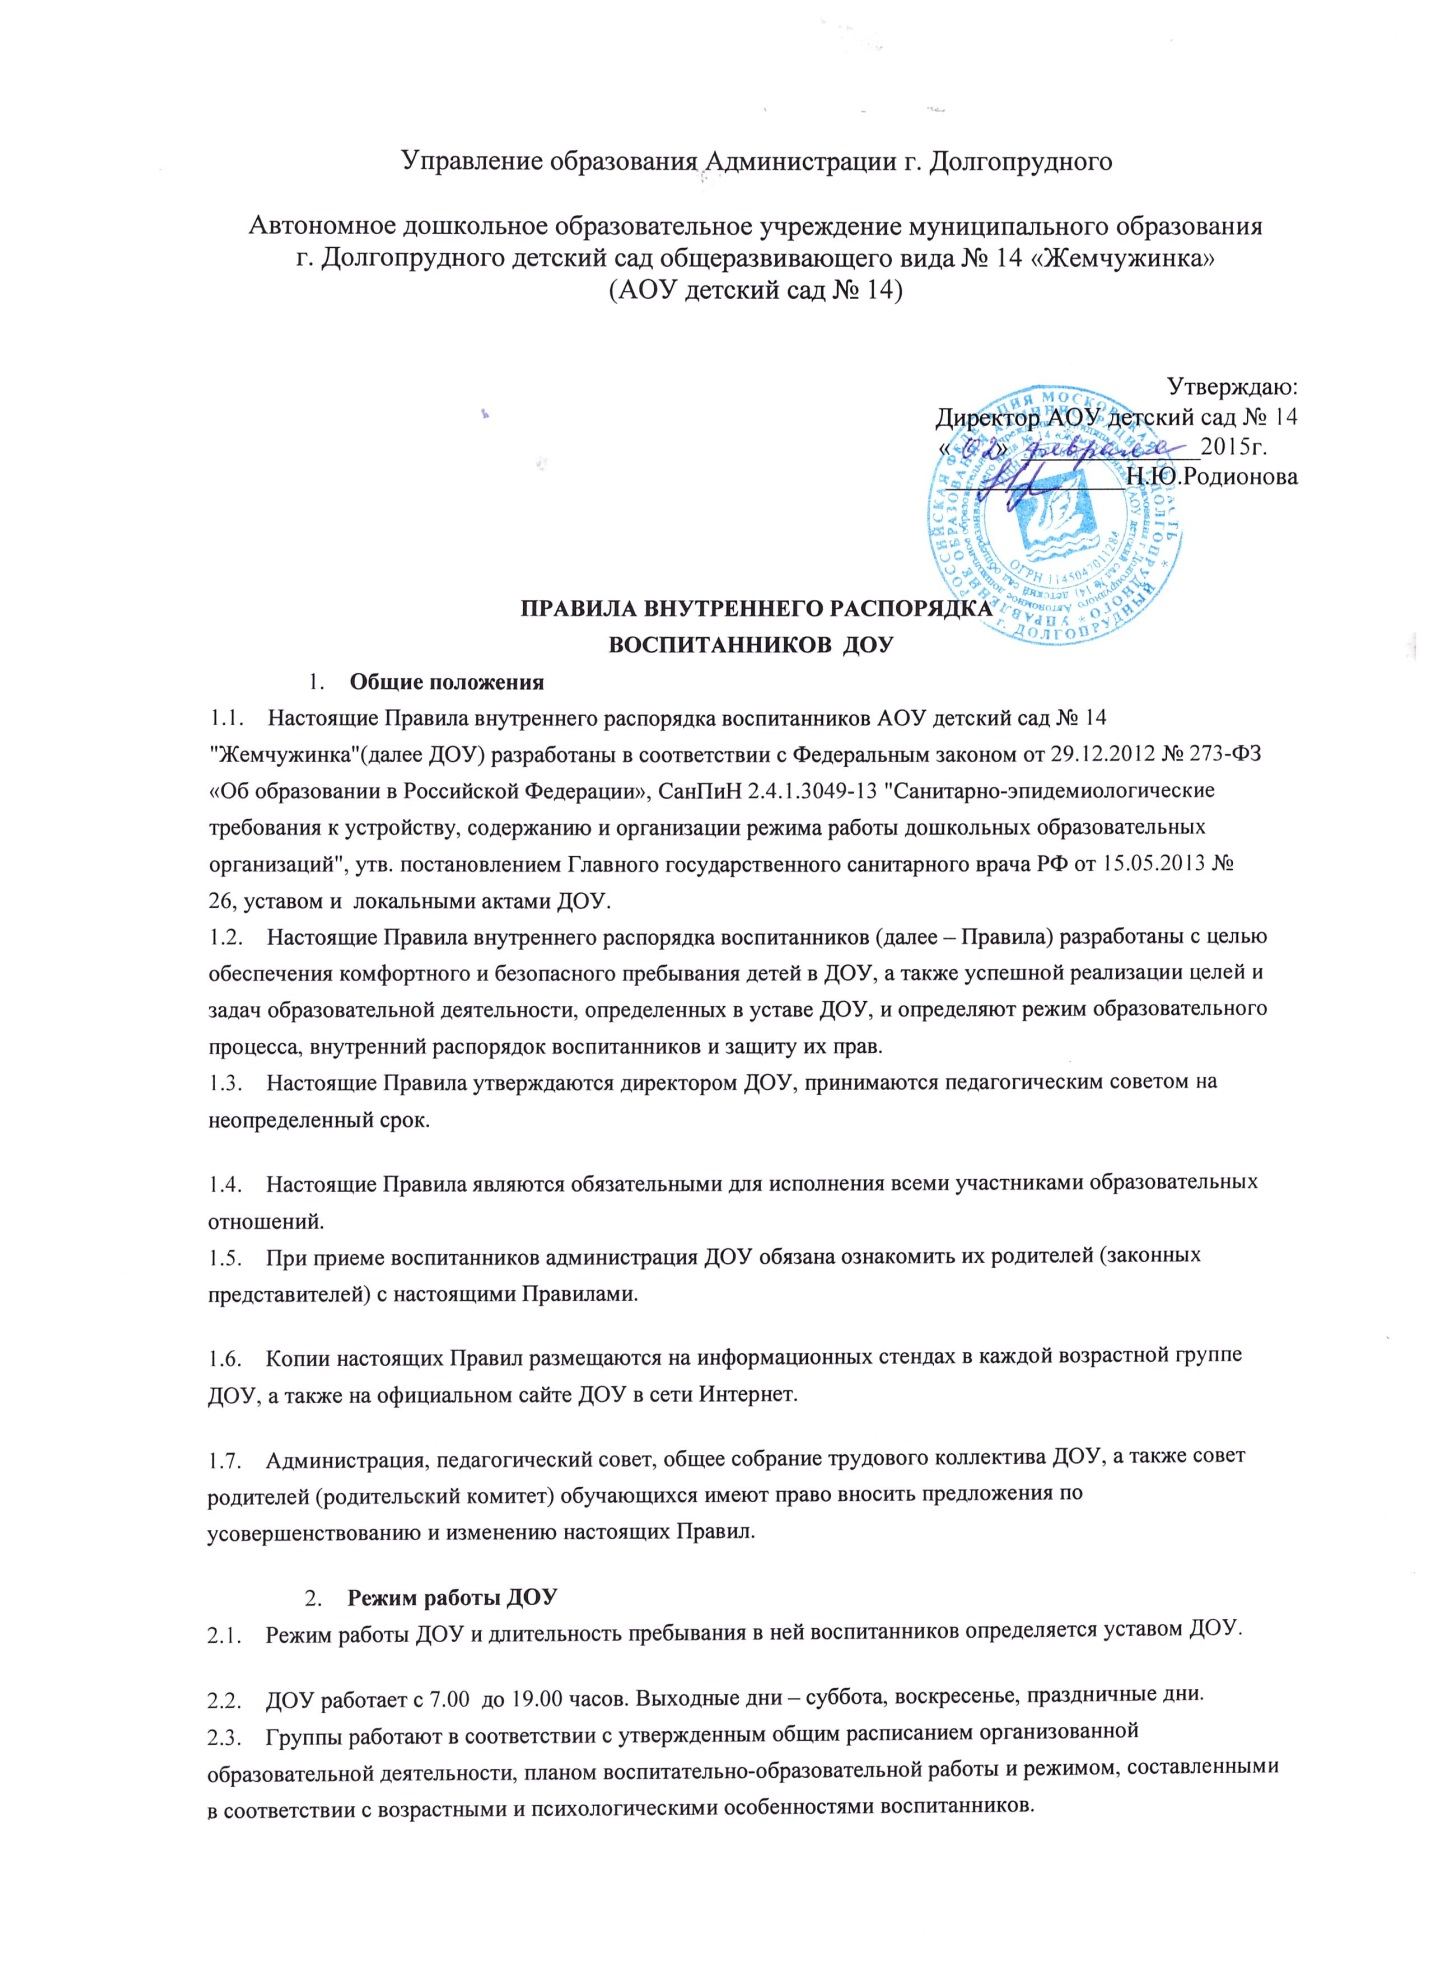 Управление образования Администрации г. Долгопрудного
Автономное дошкольное образовательное учреждение муниципального образования
г. Долгопрудного детский сад общеразвивающего вида № 14 «Жемчужинка»
(АОУ детский сад № 14)
Утверждаю:
Директор АОУ детский сад № 14
« 02 » февраля 2015г.
Н.Ю.Родионова
РОССИЙСКАЯ ФЕДЕРАЦИЯ МОСКОВСКАЯ ОБЛАСТЬ * г. ДОЛГОПРУДНЫЙ
УПРАВЛЕНИЕ ОБРАЗОВАНИЯ АДМИНИСТРАЦИИ г. ДОЛГОПРУДНОГО *
ОГРН 1145047011284
ПРАВИЛА ВНУТРЕННЕГО РАСПОРЯДКА
ВОСПИТАННИКОВ ДОУ
1. Общие положения
1.1. Настоящие Правила внутреннего распорядка воспитанников АОУ детский сад № 14
"Жемчужинка"(далее ДОУ) разработаны в соответствии с Федеральным законом от 29.12.2012 № 273-ФЗ
«Об образовании в Российской Федерации», СанПиН 2.4.1.3049-13 "Санитарно-эпидемиологические
требования к устройству, содержанию и организации режима работы дошкольных образовательных
организаций", утв. постановлением Главного государственного санитарного врача РФ от 15.05.2013 №
26, уставом и локальными актами ДОУ.
1.2. Настоящие Правила внутреннего распорядка воспитанников (далее – Правила) разработаны с целью
обеспечения комфортного и безопасного пребывания детей в ДОУ, а также успешной реализации целей и
задач образовательной деятельности, определенных в уставе ДОУ, и определяют режим образовательного
процесса, внутренний распорядок воспитанников и защиту их прав.
1.3. Настоящие Правила утверждаются директором ДОУ, принимаются педагогическим советом на
неопределенный срок.
1.4. Настоящие Правила являются обязательными для исполнения всеми участниками образовательных
отношений.
1.5. При приеме воспитанников администрация ДОУ обязана ознакомить их родителей (законных
представителей) с настоящими Правилами.
1.6. Копии настоящих Правил размещаются на информационных стендах в каждой возрастной группе
ДОУ, а также на официальном сайте ДОУ в сети Интернет.
1.7. Администрация, педагогический совет, общее собрание трудового коллектива ДОУ, а также совет
родителей (родительский комитет) обучающихся имеют право вносить предложения по
усовершенствованию и изменению настоящих Правил.
2. Режим работы ДОУ
2.1. Режим работы ДОУ и длительность пребывания в ней воспитанников определяется уставом ДОУ.
2.2. ДОУ работает с 7.00 до 19.00 часов. Выходные дни – суббота, воскресенье, праздничные дни.
2.3. Группы работают в соответствии с утвержденным общим расписанием организованной
образовательной деятельности, планом воспитательно-образовательной работы и режимом, составленными
в соответствии с возрастными и психологическими особенностями воспитанников.